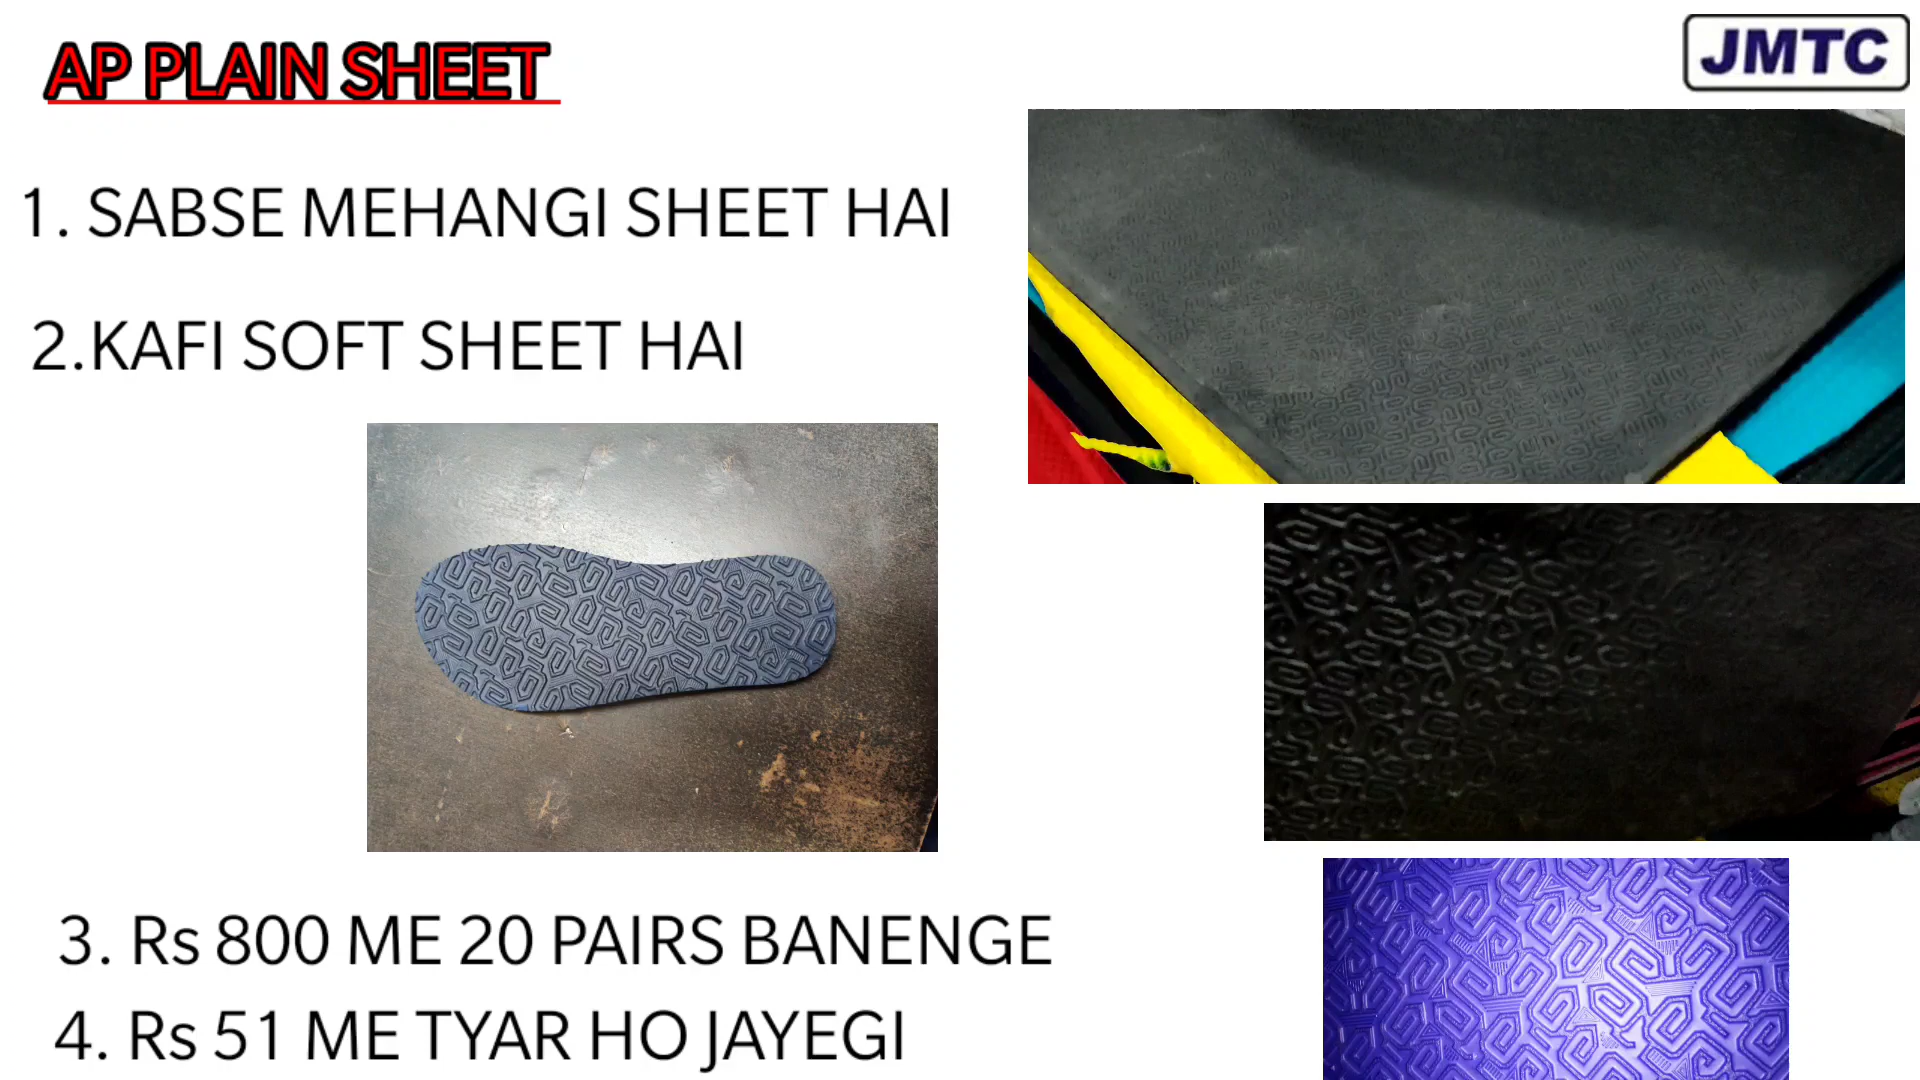 AP PLAIN SHEET
JMTC
1. SABSE MEHANGI SHEET HAI
2.KAFI SOFT SHEET HAI
3. Rs 800 ME 20 PAIRS BANENGE
4. Rs 51 ME TYAR HO JAYEGI